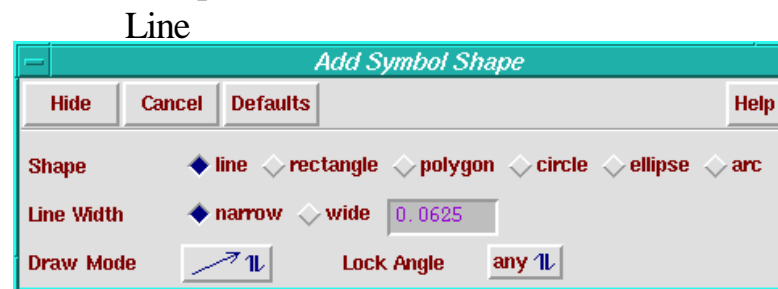 Line
Add Symbol Shape
Hide Cancel Defaults Help
Shape line rectangle polygon circle ellipse arc
Line Width narrow wide 0.0625
Draw Mode Lock Angle any